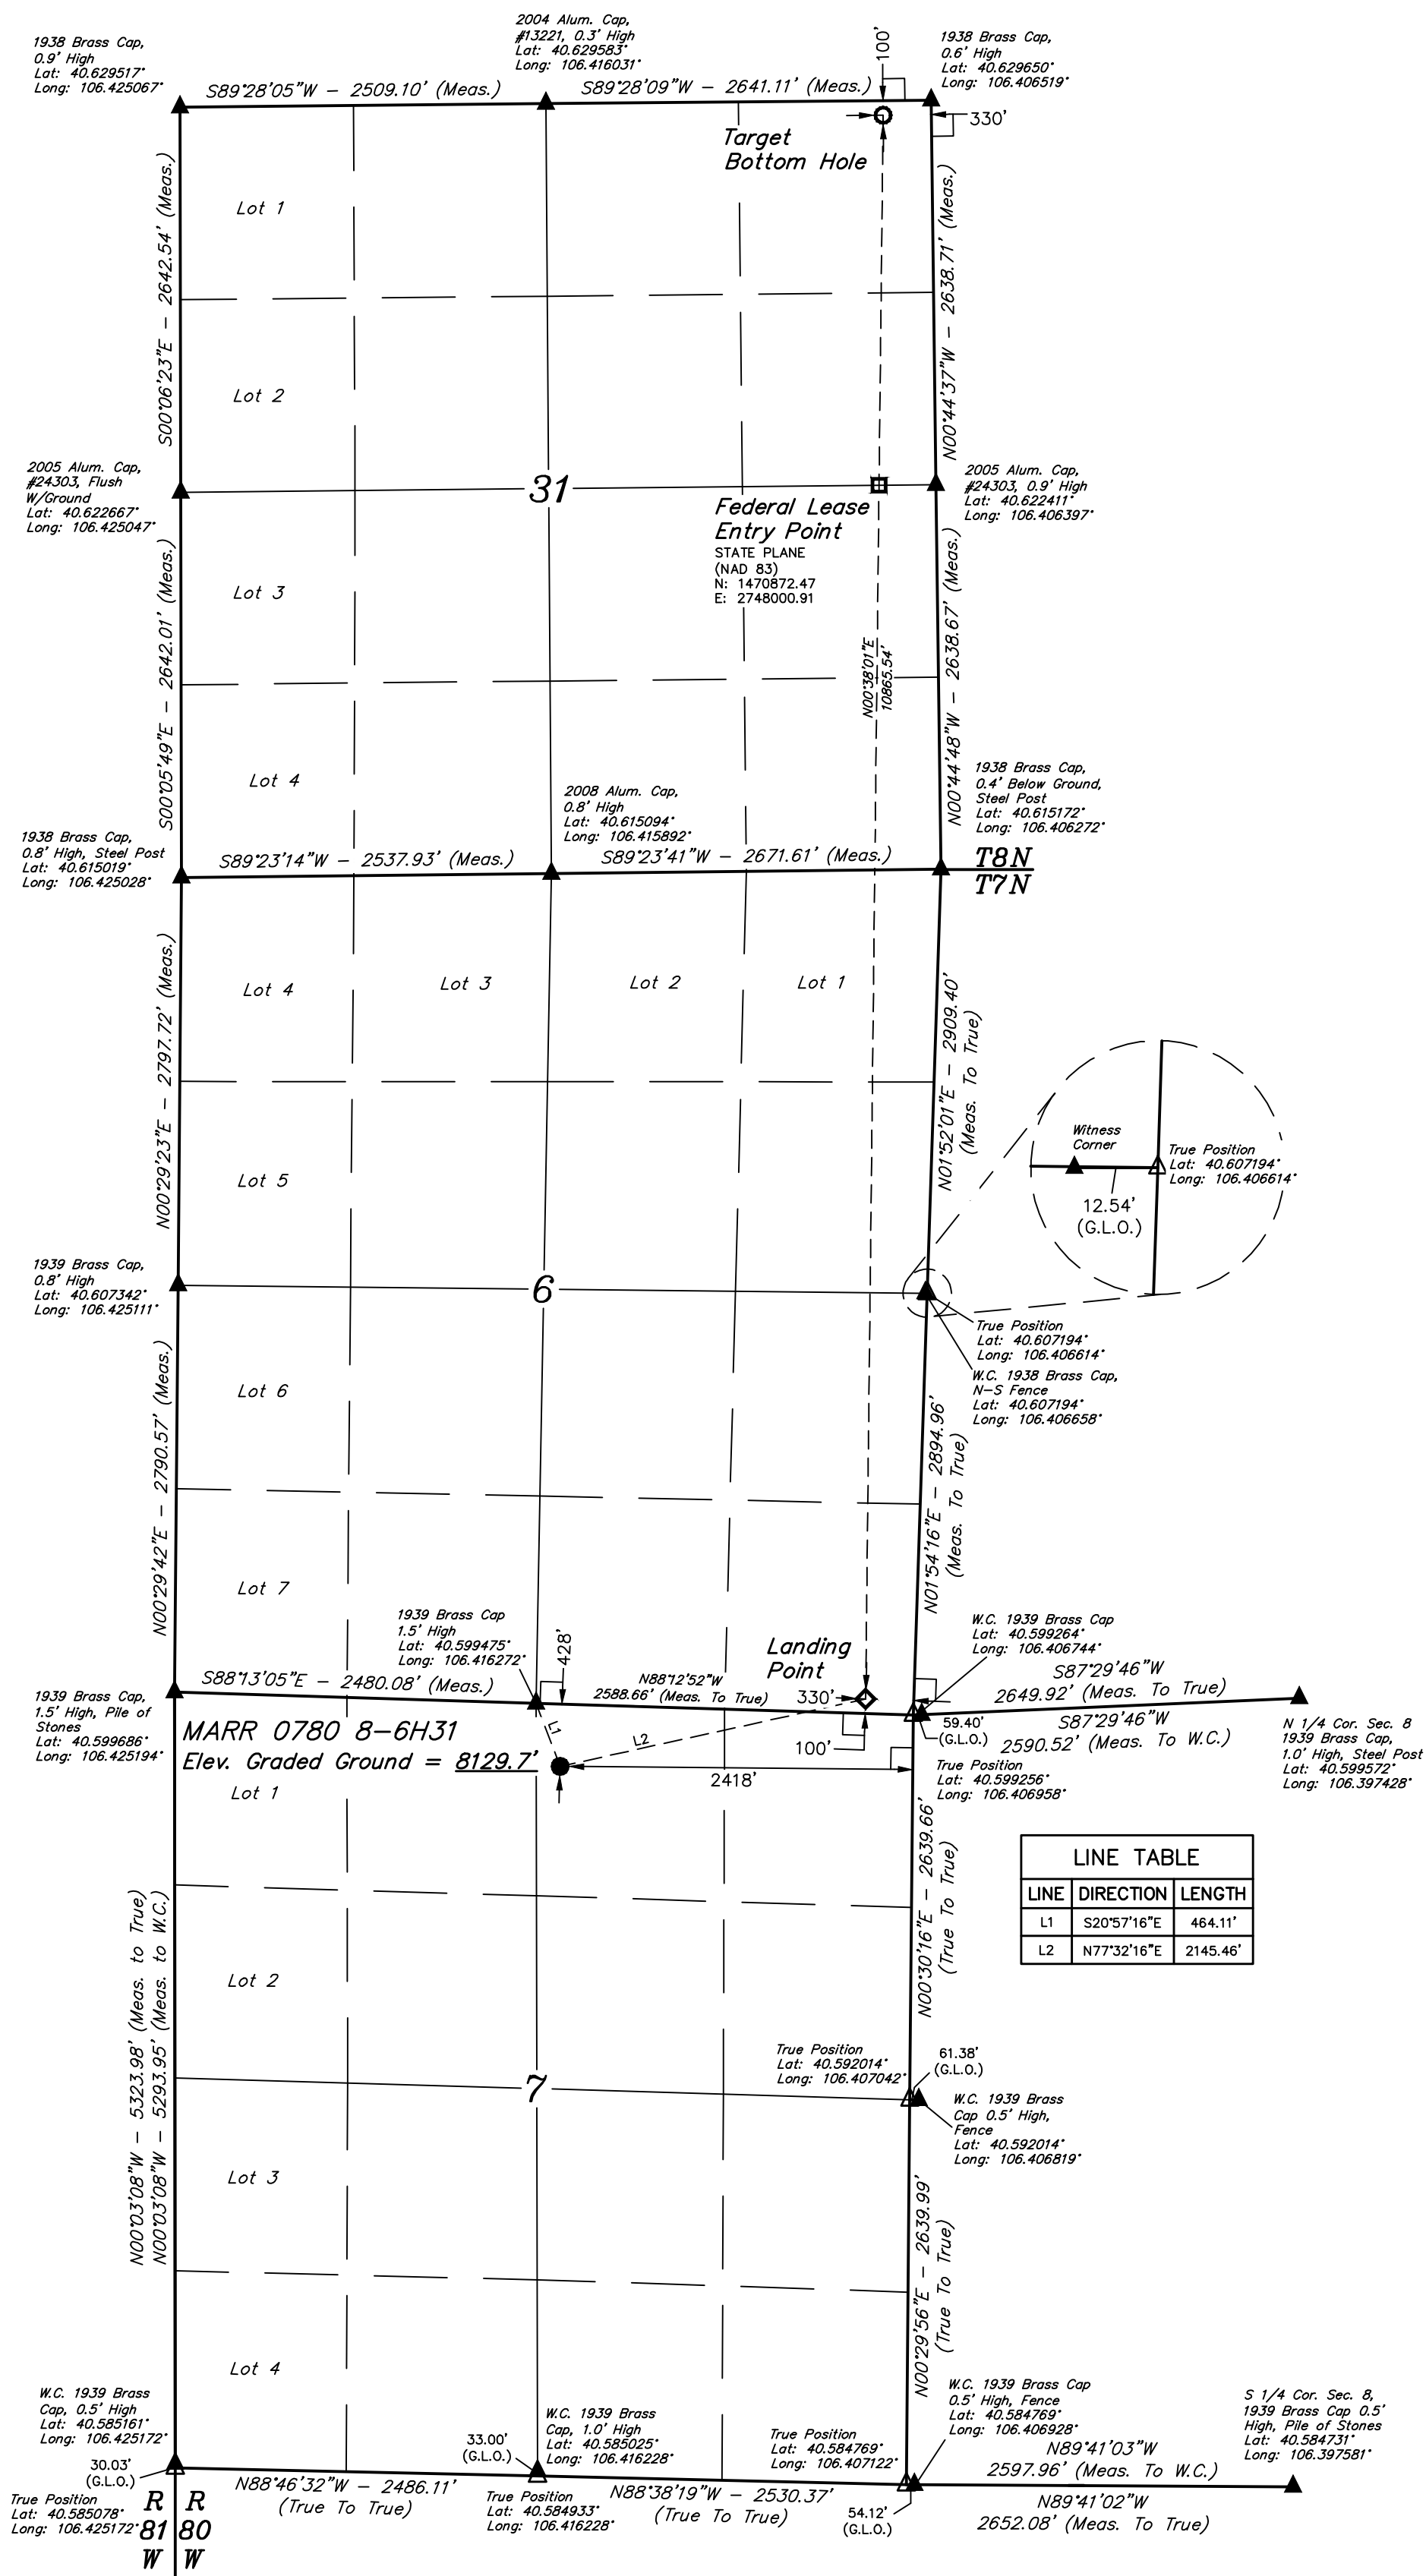 2004 Alum. Cap,
#13221, 0.3' High
Lat: 40.629583°
Long: 106.416031°
1938 Brass Cap,
0.9' High
Lat: 40.629517°
Long: 106.425067°
100'
1938 Brass Cap,
0.6' High
Lat: 40.629650°
Long: 106.406519°
S89°28'05"W – 2509.10' (Meas.)
S89°28'09"W – 2641.11' (Meas.)
330'
Target
Bottom Hole
Lot 1
S00°06'23"E – 2642.54' (Meas.)
N00°44'37"W – 2638.71' (Meas.)
Lot 2
2005 Alum. Cap,
#24303, Flush
W/Ground
Lat: 40.622667°
Long: 106.425047°
31
2005 Alum. Cap,
#24303, 0.9' High
Lat: 40.622411°
Long: 106.406397°
Federal Lease
Entry Point
STATE PLANE
(NAD 83)
N: 1470872.47
E: 2748000.91
Lot 3
S00°05'49"E – 2642.01' (Meas.)
N00°44'48"W – 2638.67' (Meas.)
N00°38'01"E
10865.54'
Lot 4
2008 Alum. Cap,
0.8' High
Lat: 40.615094°
Long: 106.415892°
1938 Brass Cap,
0.4' Below Ground,
Steel Post
Lat: 40.615172°
Long: 106.406272°
1938 Brass Cap,
0.8' High, Steel Post
Lat: 40.615019°
Long: 106.425028°
S89°23'14"W – 2537.93' (Meas.)
S89°23'41"W – 2671.61' (Meas.)
T8N
T7N
Lot 4
Lot 3
Lot 2
Lot 1
N00°29'23"E – 2797.72' (Meas.)
N01°52'01"E – 2909.40'
(Meas. To True)
Witness
Corner
True Position
Lat: 40.607194°
Long: 106.406614°
12.54'
(G.L.O.)
Lot 5
1939 Brass Cap,
0.8' High
Lat: 40.607342°
Long: 106.425111°
6
True Position
Lat: 40.607194°
Long: 106.406614°
W.C. 1938 Brass Cap,
N–S Fence
Lat: 40.607194°
Long: 106.406658°
Lot 6
N00°29'42"E – 2790.57' (Meas.)
N01°54'16"E – 2894.96'
(Meas. To True)
Lot 7
1939 Brass Cap
1.5' High
Lat: 40.599475°
Long: 106.416272°
428'
Landing
Point
W.C. 1939 Brass Cap
Lat: 40.599264°
Long: 106.406744°
S88°13'05"E – 2480.08' (Meas.)
N88°12'52"W
2588.66' (Meas. To True)
330'
S87°29'46"W
2649.92' (Meas. To True)
1939 Brass Cap,
1.5' High, Pile of
Stones
Lat: 40.599686°
Long: 106.425194°
MARR 0780 8-6H31
Elev. Graded Ground = 8129.7'
L1
L2
100'
2418'
59.40'
(G.L.O.)
S87°29'46"W
2590.52' (Meas. To W.C.)
N 1/4 Cor. Sec. 8
1939 Brass Cap,
1.0' High, Steel Post
Lat: 40.599572°
Long: 106.397428°
True Position
Lat: 40.599256°
Long: 106.406958°
Lot 1
LINE TABLE
LINE DIRECTION LENGTH
L1 S20°57'16"E 464.11'
L2 N77°32'16"E 2145.46'
N00°30'16"E – 2639.66'
(True To True)
N00°03'08"W – 5323.98' (Meas. to True)
N00°03'08"W – 5293.95' (Meas. to W.C.)
Lot 2
True Position
Lat: 40.592014°
Long: 106.407042°
61.38'
(G.L.O.)
7
W.C. 1939 Brass
Cap 0.5' High,
Fence
Lat: 40.592014°
Long: 106.406819°
Lot 3
N00°29'56"E – 2639.99'
(True To True)
Lot 4
W.C. 1939 Brass
Cap, 0.5' High
Lat: 40.585161°
Long: 106.425172°
30.03'
(G.L.O.)
33.00'
(G.L.O.)
W.C. 1939 Brass
Cap, 1.0' High
Lat: 40.585025°
Long: 106.416228°
True Position
Lat: 40.584769°
Long: 106.407122°
W.C. 1939 Brass Cap
0.5' High, Fence
Lat: 40.584769°
Long: 106.406928°
S 1/4 Cor. Sec. 8,
1939 Brass Cap 0.5'
High, Pile of Stones
Lat: 40.584731°
Long: 106.397581°
N89°41'03"W
2597.96' (Meas. To W.C.)
N88°46'32"W – 2486.11'
(True To True)
N88°38'19"W – 2530.37'
(True To True)
N89°41'02"W
2652.08' (Meas. To True)
True Position
Lat: 40.585078°
Long: 106.425172°
True Position
Lat: 40.584933°
Long: 106.416228°
54.12'
(G.L.O.)
R R
81 80
W W